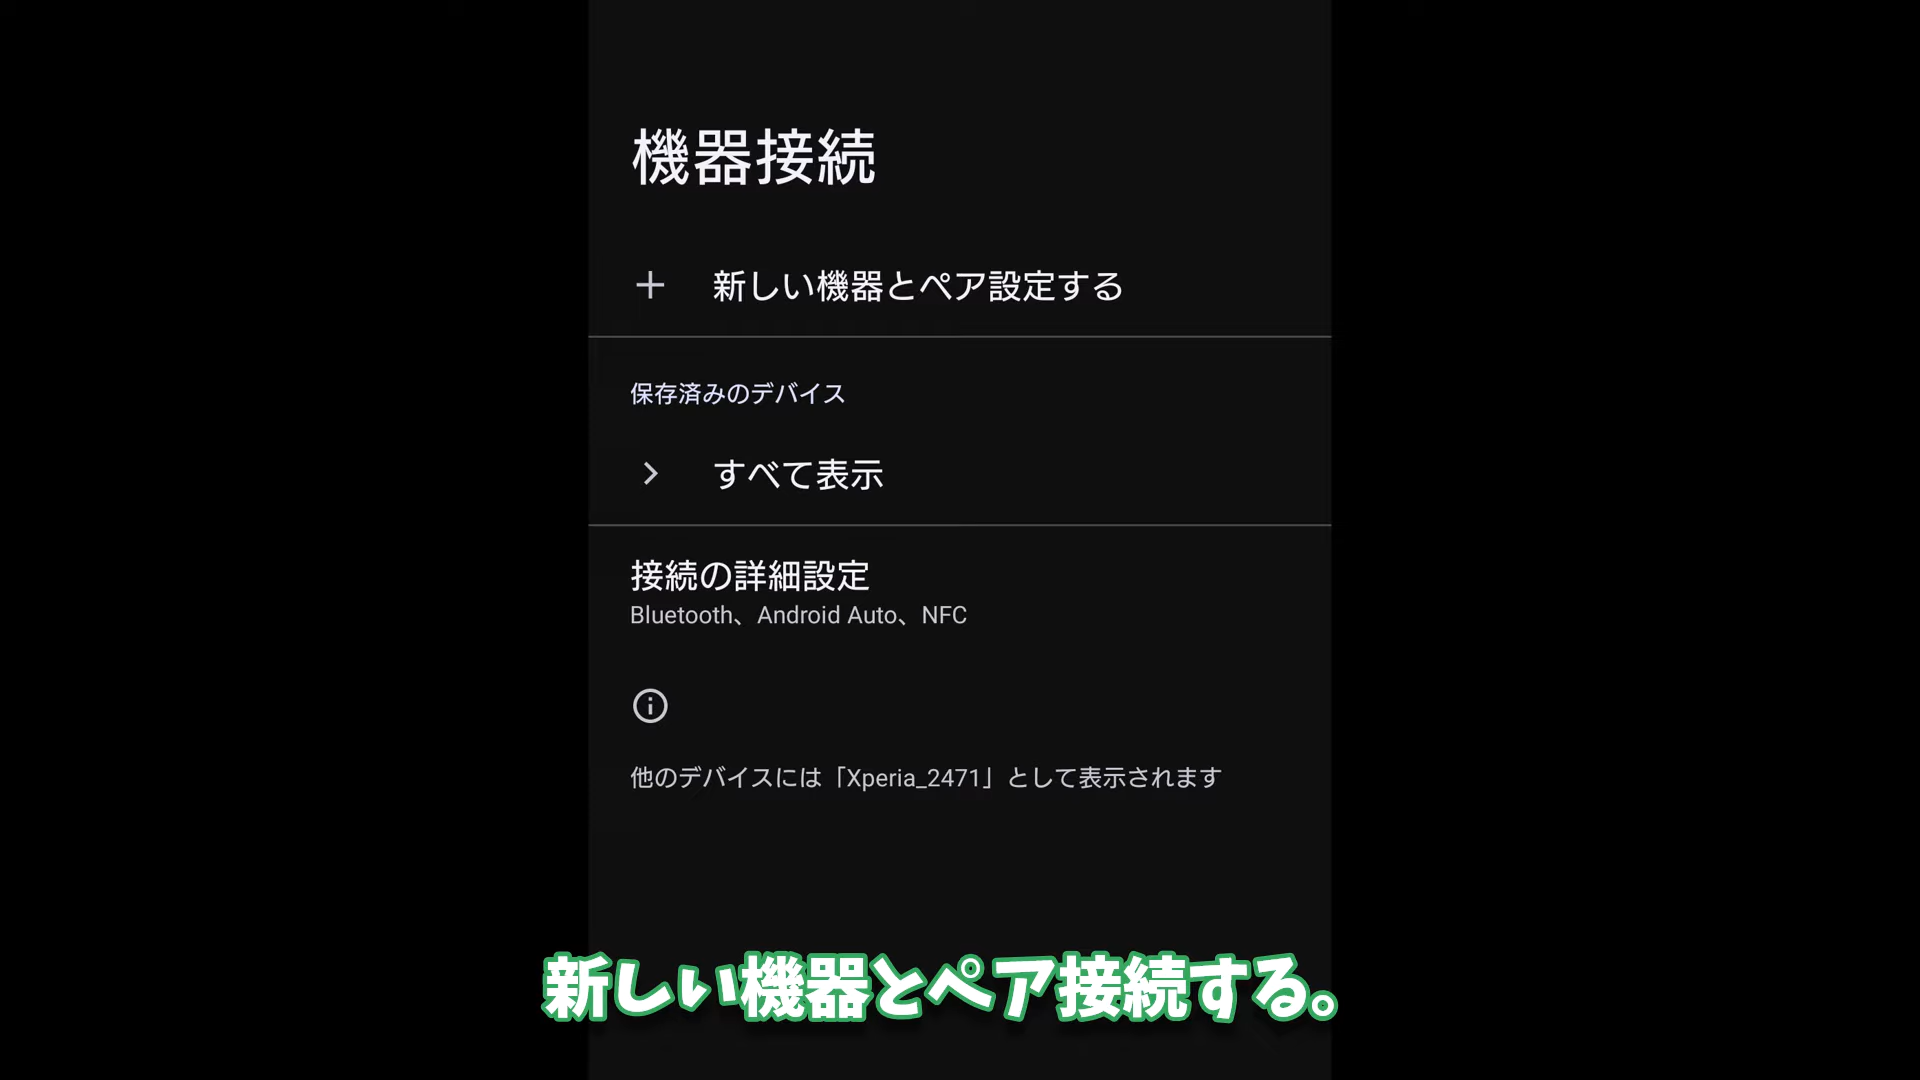 機器接続
新しい機器とペア設定する
保存済みのデバイス
すべて表示
接続の詳細設定
Bluetooth、Android Auto、NFC
他のデバイスには「Xperia_2471」として表示されます
新しい機器とペア接続する。